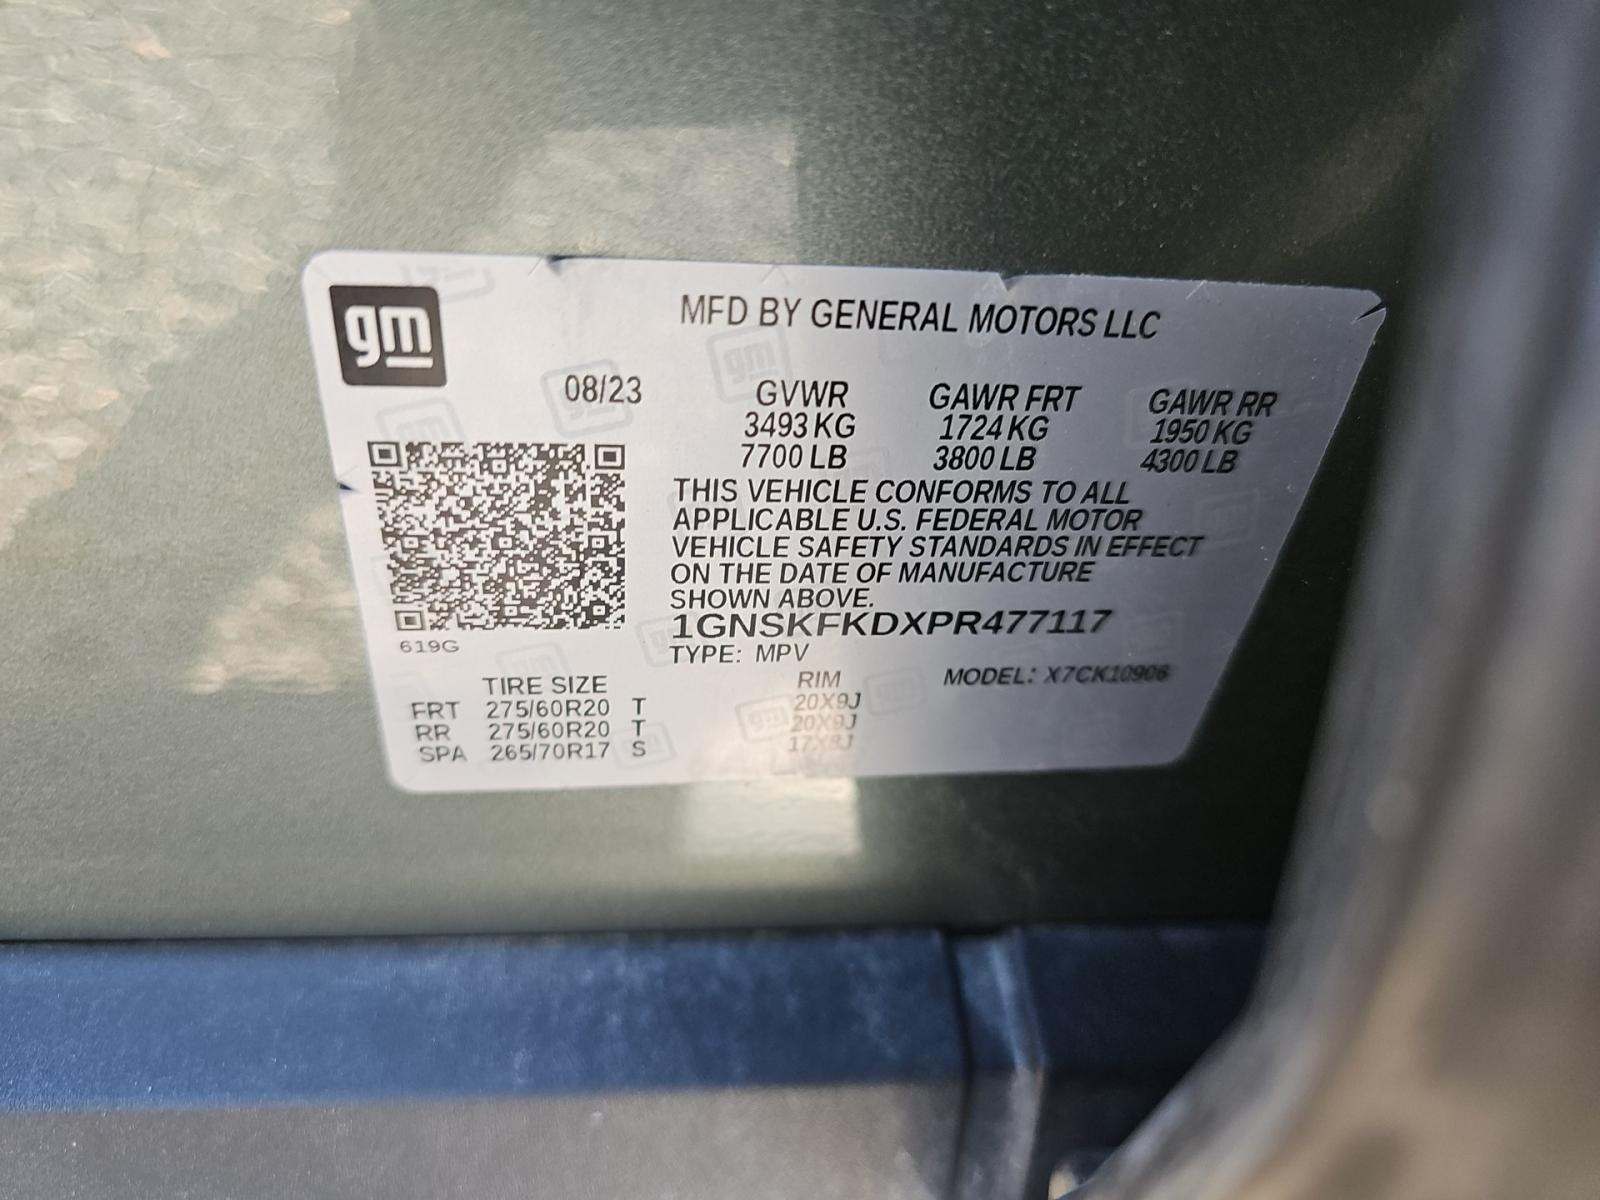 gm
MFD BY GENERAL MOTORS LLC
08/23 GVWR GAWR FRT GAWR RR
3493 KG 1724 KG 1950 KG
7700 LB 3800 LB 4300 LB
THIS VEHICLE CONFORMS TO ALL
APPLICABLE U.S. FEDERAL MOTOR
VEHICLE SAFETY STANDARDS IN EFFECT
ON THE DATE OF MANUFACTURE
SHOWN ABOVE.
1GNSKFKDXPR477117
619G
TYPE: MPV
MODEL: X7CK10906
TIRE SIZE RIM
FRT 275/60R20 T 20X9J
RR 275/60R20 T 20X9J
SPA 265/70R17 S 17X8J